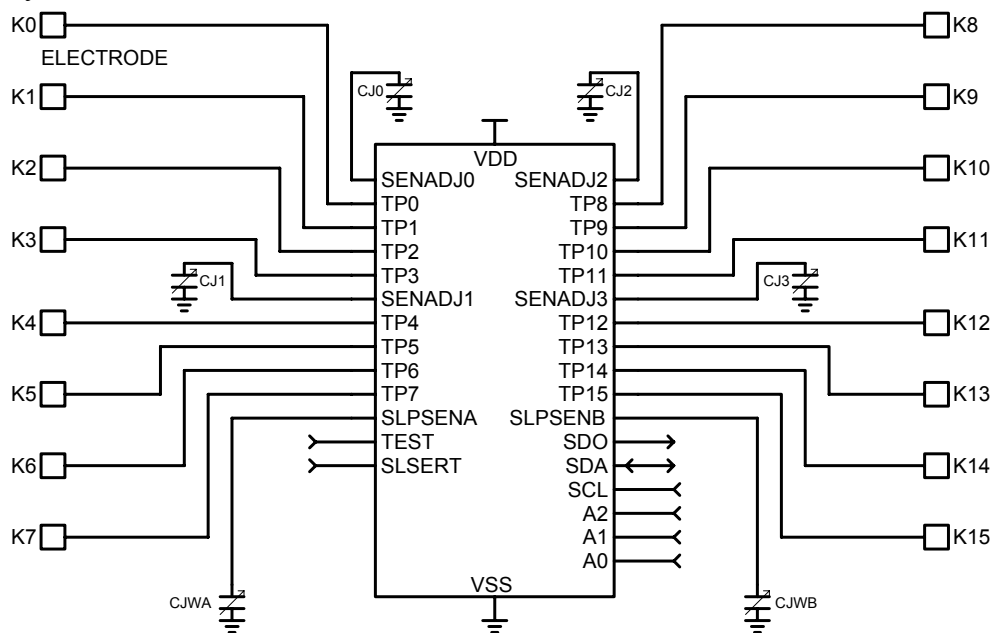 K0
K8
ELECTRODE
CJ0
CJ2
K1
K9
VDD
K2
SENADJ0
SENADJ2
K10
TP0
TP8
TP1
TP9
K3
TP2
TP10
K11
TP3
TP11
CJ1
SENADJ1
SENADJ3
CJ3
K4
TP4
TP12
K12
TP5
TP13
TP6
TP14
K5
TP7
TP15
K13
SLPSENA
SLPSENB
TEST
SDO
K6
SLSERT
SDA
K14
SCL
A2
K7
A1
K15
A0
VSS
CJWA
CJWB